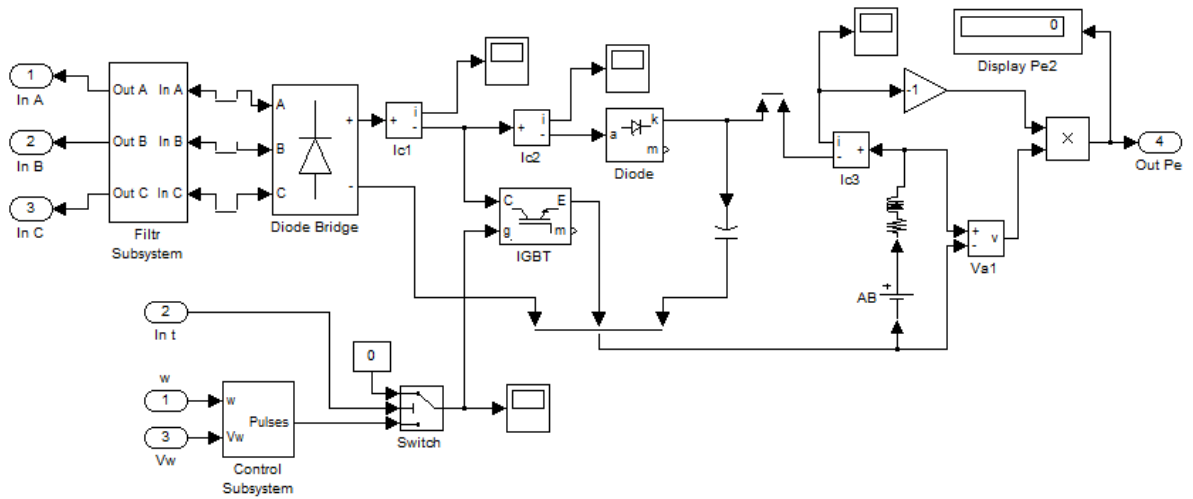 0
Display Pe2
1
In A
Out A In A
A
+
+ i
-
Ic1
+ i
-
Ic2
a k
m
Diode
-1
×
4
Out Pe
2
In B
Out B In B
B
i
- +
Ic3
3
In C
Out C In C
C
-
Filtr
Subsystem
Diode Bridge
C E
g m
IGBT
+
- v
Va1
+
AB
2
In t
0
w
1
w
Pulses
Vw
3
Vw
Control
Subsystem
Switch